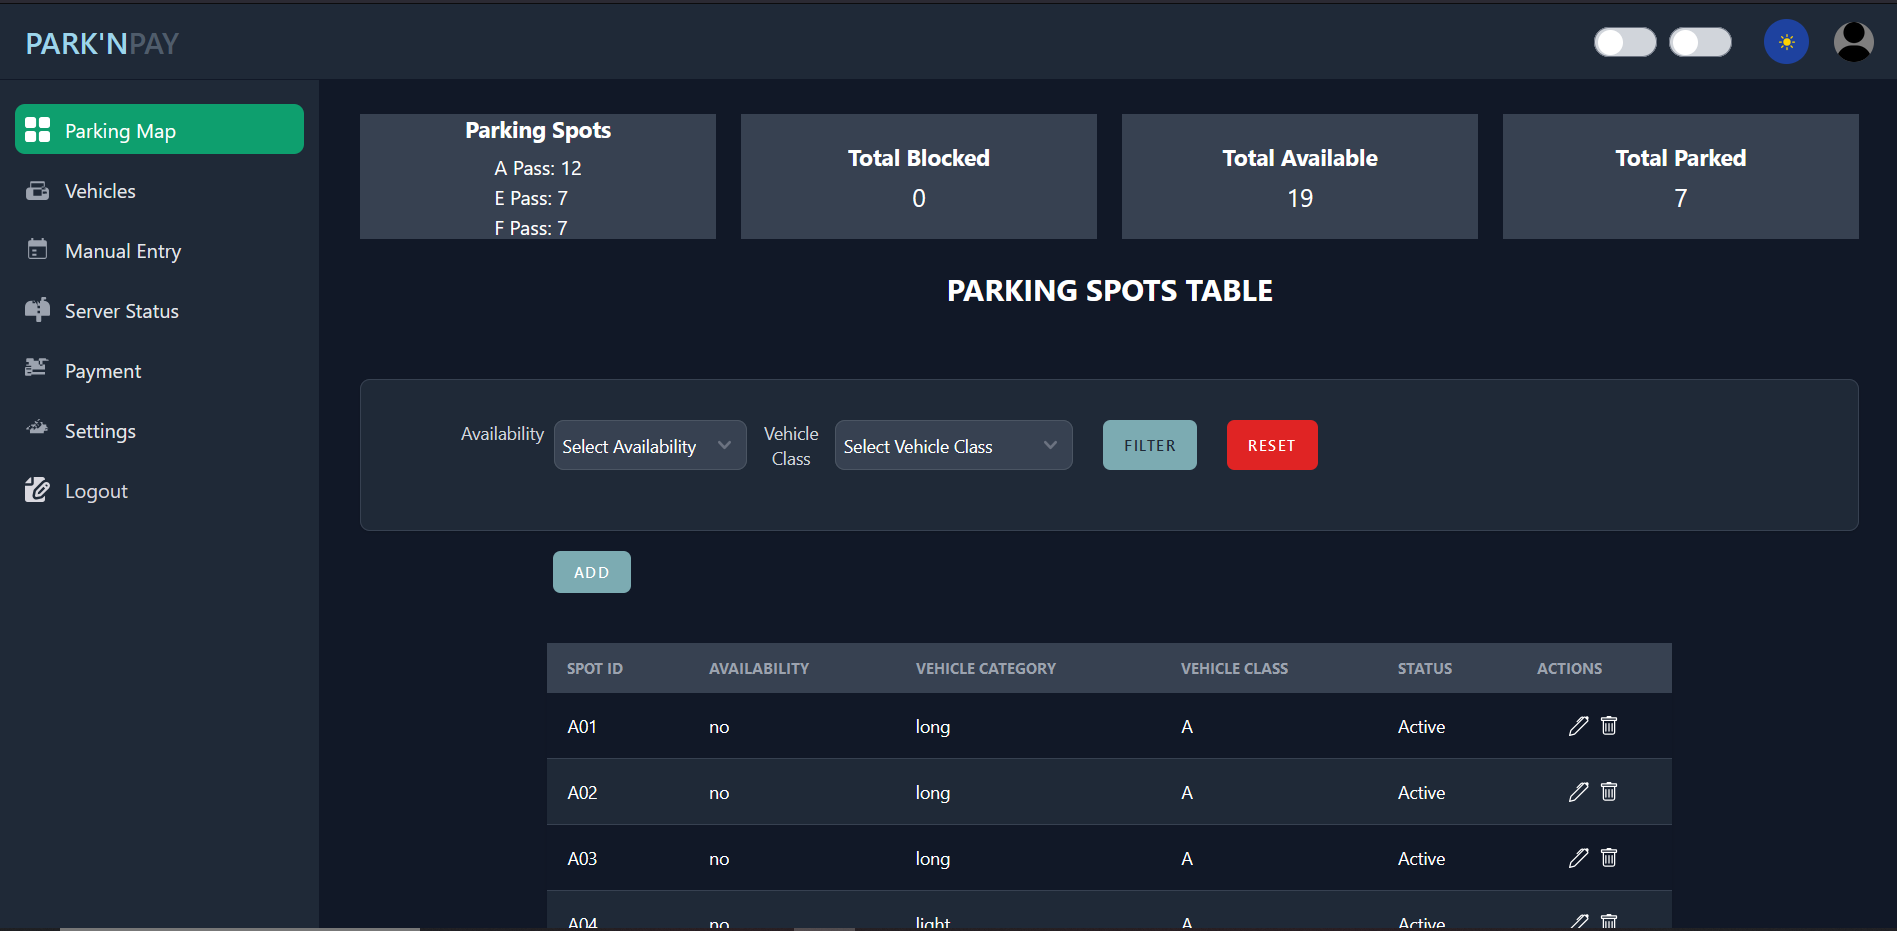 PARK'NPAY
Parking Map
Vehicles
Manual Entry
Server Status
Payment
Settings
Logout
Parking Spots
A Pass: 12
E Pass: 7
F Pass: 7
Total Blocked
0
Total Available
19
Total Parked
7
PARKING SPOTS TABLE
Availability
Select Availability
Vehicle
Class
Select Vehicle Class
FILTER
RESET
ADD
SPOT ID AVAILABILITY VEHICLE CATEGORY VEHICLE CLASS STATUS ACTIONS
A01 no long A Active
A02 no long A Active
A03 no long A Active
A04 no light A Active